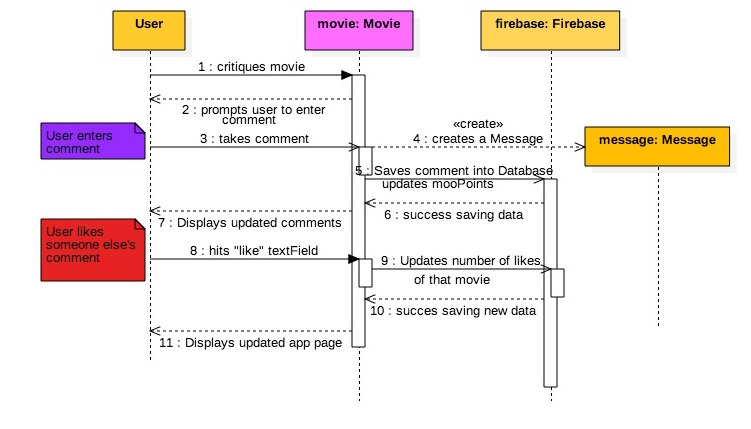 User
movie: Movie
firebase: Firebase
1 : critiques movie
2 : prompts user to enter
comment
User enters
comment
3 : takes comment
«create»
4 : creates a Message
message: Message
5 : Saves comment into Database
updates mooPoints
6 : success saving data
7 : Displays updated comments
User likes
someone else's
comment
8 : hits "like" textField
9 : Updates number of likes
of that movie
10 : succes saving new data
11 : Displays updated app page